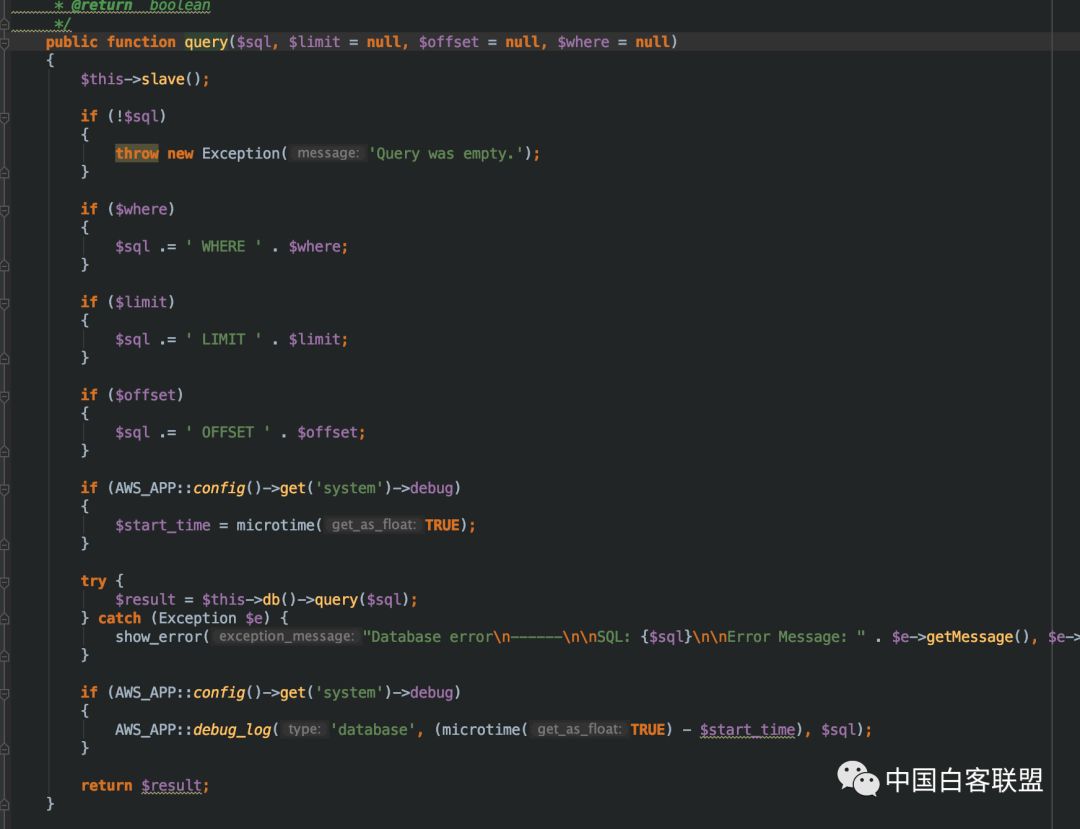 * @return  boolean
*/
public function query($sql, $limit = null, $offset = null, $where = null)
{
$this->slave();
if (!$sql)
{
throw new Exception( message: 'Query was empty.');
}
if ($where)
{
$sql .= ' WHERE ' . $where;
}
if ($limit)
{
$sql .= ' LIMIT ' . $limit;
}
if ($offset)
{
$sql .= ' OFFSET ' . $offset;
}
if (AWS_APP::config()->get('system')->debug)
{
$start_time = microtime( get_as_float: TRUE);
}
try {
$result = $this->db()->query($sql);
} catch (Exception $e) {
show_error( exception_message: "Database error\n------\n\nSQL: {$sql}\n\nError Message: " . $e->getMessage(), $e->
}
if (AWS_APP::config()->get('system')->debug)
{
AWS_APP::debug_log( type: 'database', (microtime( get_as_float: TRUE) - $start_time), $sql);
}
return $result;
}
中国白客联盟